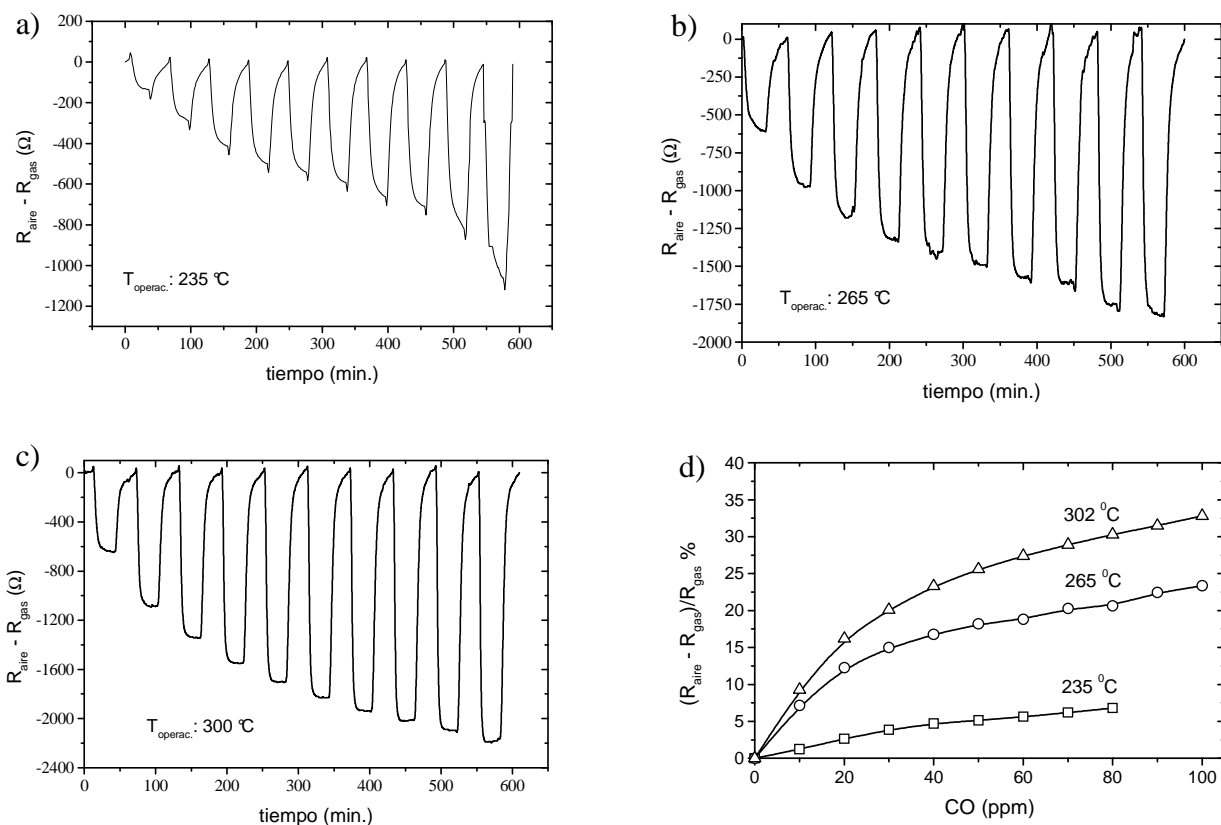 a)
200
0
-200
-400
-600
-800
-1000
-1200
R_aire - R_gas (Ω)
T_operac.: 235 °C
0 100 200 300 400 500 600
tiempo (min.)
b)
0
-250
-500
-750
-1000
-1250
-1500
-1750
-2000
R_aire - R_gas (Ω)
T_operac.: 265 °C
0 100 200 300 400 500 600
tiempo (min.)
c)
0
-400
-800
-1200
-1600
-2000
-2400
R_aire - R_gas (Ω)
T_operac.: 300 °C
0 100 200 300 400 500 600
tiempo (min.)
d)
40
35
30
25
20
15
10
5
0
(R_aire - R_gas)/R_gas %
302 ⁰C
265 ⁰C
235 ⁰C
0 20 40 60 80 100
CO (ppm)